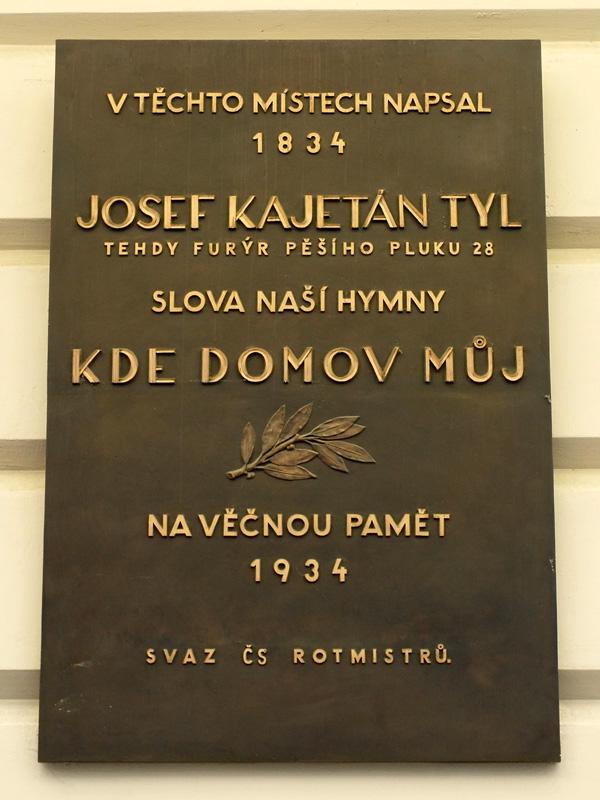 V TĚCHTO MÍSTECH NAPSAL
1834
JOSEF KAJETÁN TYL
TEHDY FURÝR PĚŠÍHO PLUKU 28
SLOVA NAŠÍ HYMNY
KDE DOMOV MŮJ
NA VĚČNOU PAMĚT
1934
SVAZ ČS ROTMISTRŮ.